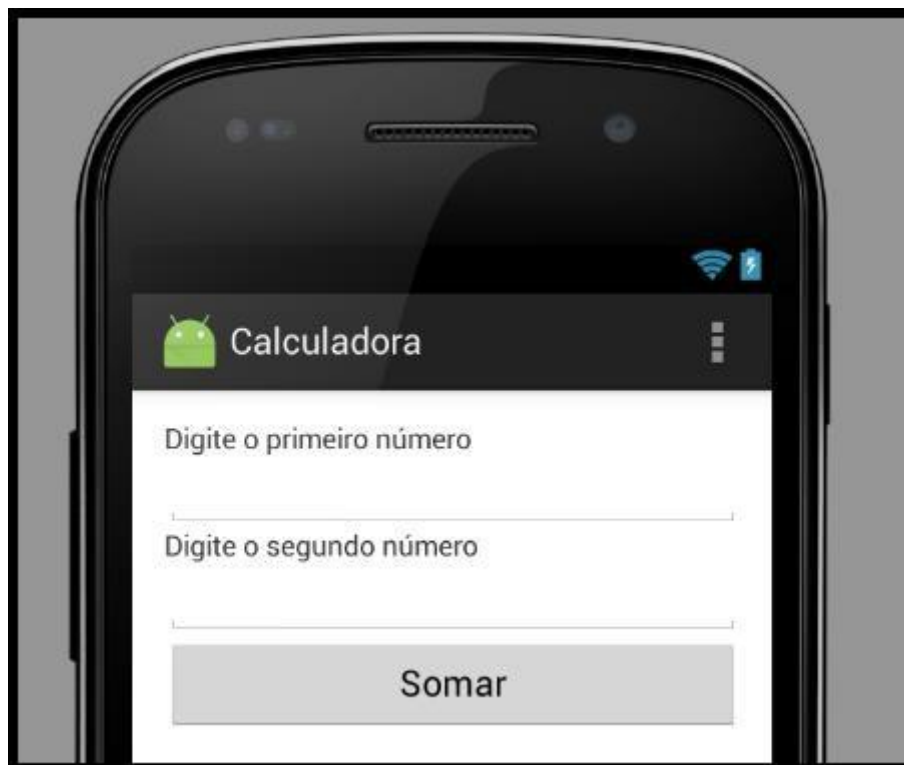 Calculadora
Digite o primeiro número
Digite o segundo número
Somar